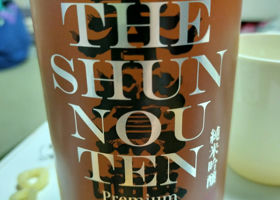 THE
SHUN
NOU
TEN
Premium
純米吟醸